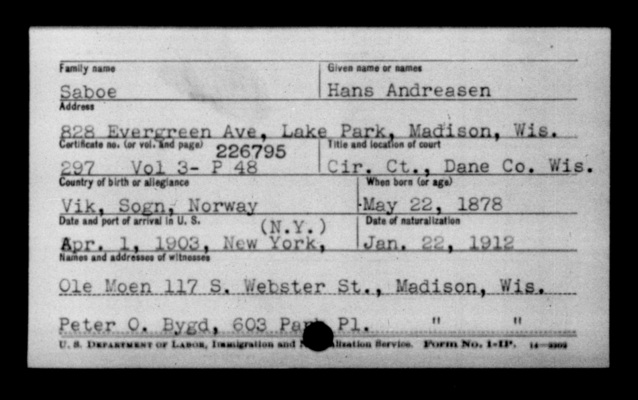 Family name Given name or names
Saboe Hans Andreasen
Address
828 Evergreen Ave, Lake Park, Madison, Wis.
Certificate no. (or vol. and page) 226795 Title and location of court
297 Vol 3- P 48 Cir. Ct., Dane Co. Wis.
Country of birth or allegiance When born (or age)
Vik, Sogn, Norway May 22, 1878
Date and port of arrival in U. S. (N.Y.) Date of naturalization
Apr. 1, 1903, New York, Jan. 22, 1912
Names and addresses of witnesses
Ole Moen 117 S. Webster St., Madison, Wis.
Peter O. Bygd, 603 Park Pl. " "
U. S. Department of Labor, Immigration and Naturalization Service. Form No. 1-IP. 14—